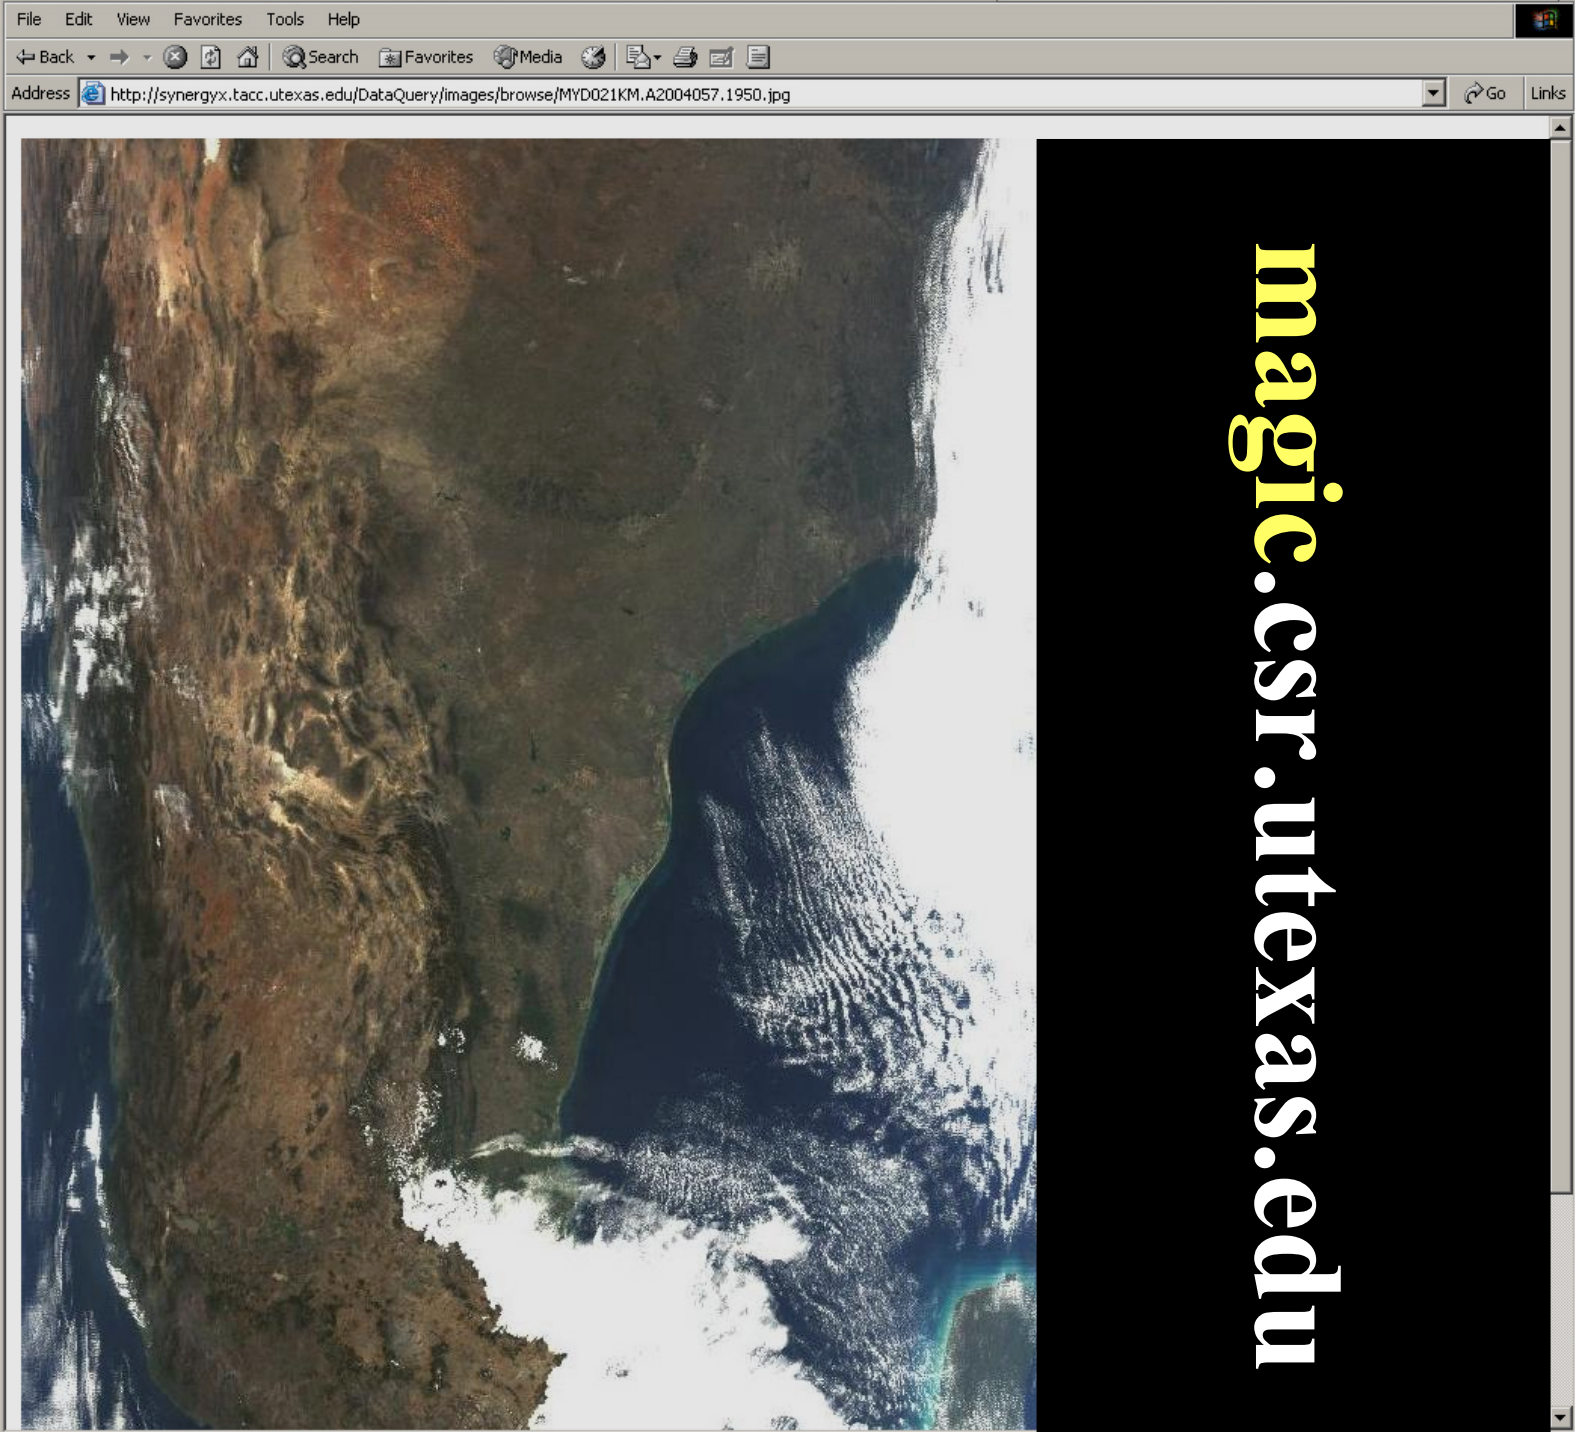 File Edit View Favorites Tools Help
Back Search Favorites Media
Address http://synergyx.tacc.utexas.edu/DataQuery/images/browse/MYD021KM.A2004057.1950.jpg Go Links
magic.csr.utexas.edu